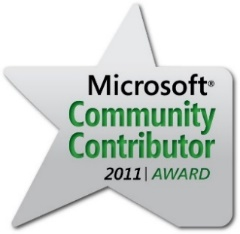 Microsoft®
Community
Contributor
2011 | AWARD